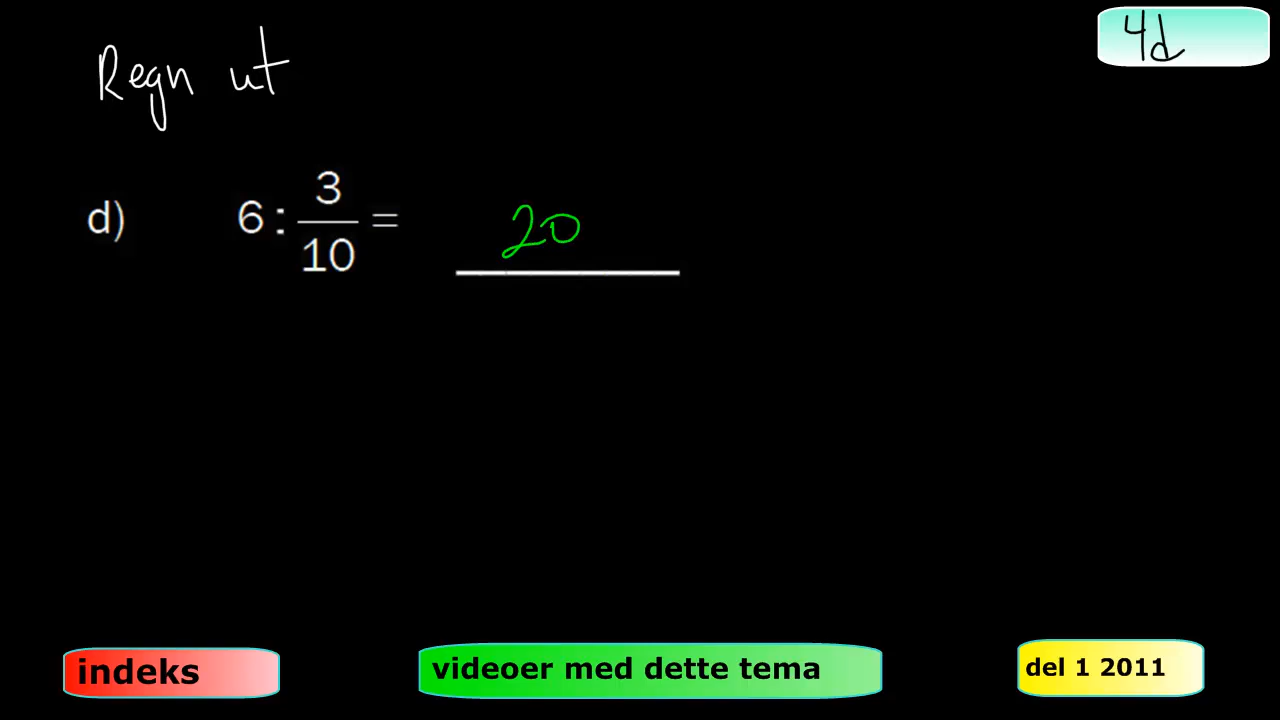 4d
Regn ut
d) 6 : 3/10 = 20
indeks
videoer med dette tema
del 1 2011